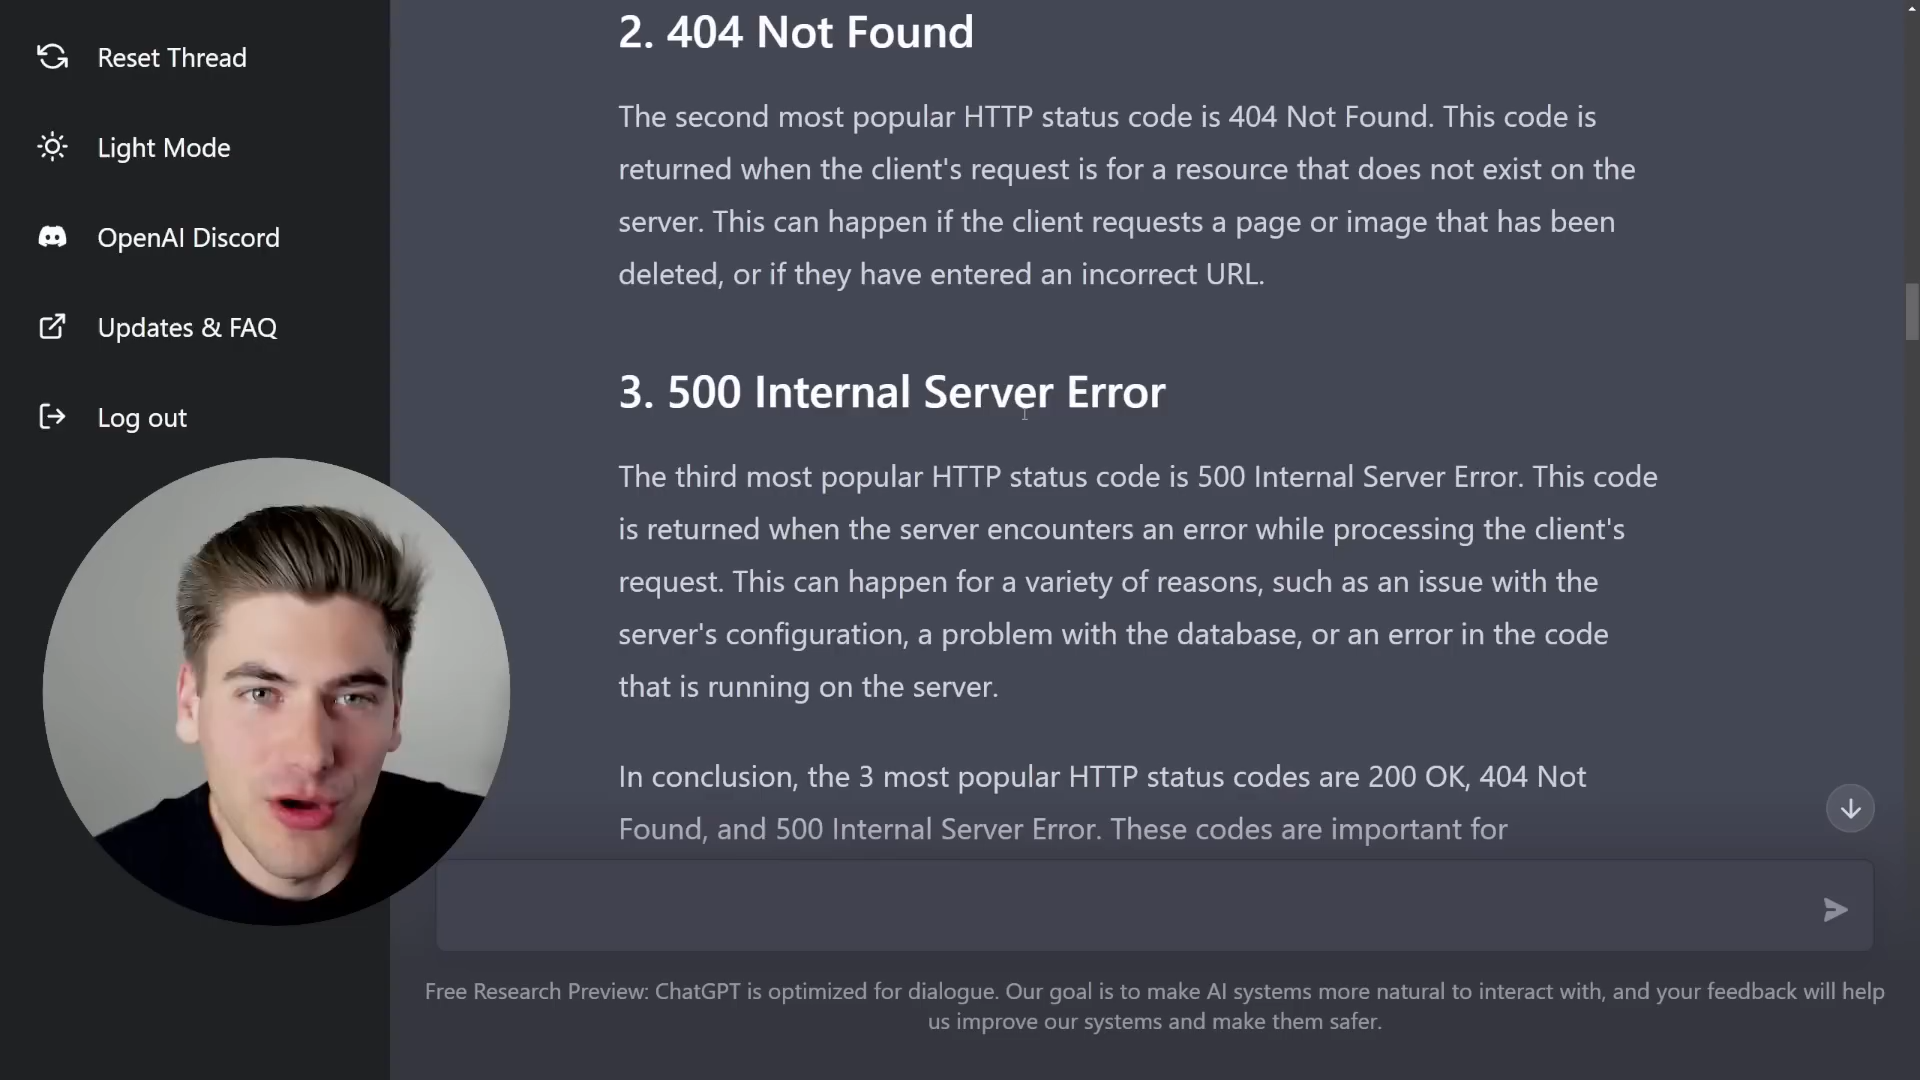 Reset Thread
Light Mode
OpenAI Discord
Updates & FAQ
Log out
2. 404 Not Found
The second most popular HTTP status code is 404 Not Found. This code is
returned when the client's request is for a resource that does not exist on the
server. This can happen if the client requests a page or image that has been
deleted, or if they have entered an incorrect URL.
3. 500 Internal Server Error
The third most popular HTTP status code is 500 Internal Server Error. This code
is returned when the server encounters an error while processing the client's
request. This can happen for a variety of reasons, such as an issue with the
server's configuration, a problem with the database, or an error in the code
that is running on the server.
In conclusion, the 3 most popular HTTP status codes are 200 OK, 404 Not
Found, and 500 Internal Server Error. These codes are important for
Free Research Preview: ChatGPT is optimized for dialogue. Our goal is to make AI systems more natural to interact with, and your feedback will help
us improve our systems and make them safer.